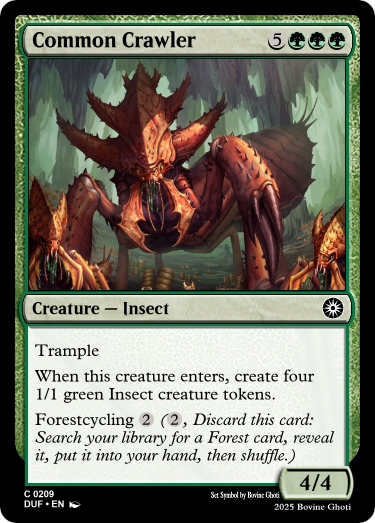 Common Crawler 5
Creature — Insect
Trample
When this creature enters, create four
1/1 green Insect creature tokens.
Forestcycling 2 (2, Discard this card:
Search your library for a Forest card, reveal
it, put it into your hand, then shuffle.)
4/4
C 0209
DUF • EN
Set Symbol by Bovine Ghoti
2025 Bovine Ghoti